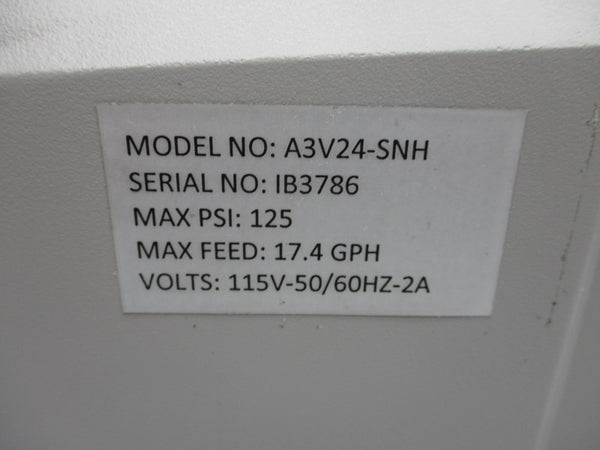 MODEL NO: A3V24-SNH
SERIAL NO: IB3786
MAX PSI: 125
MAX FEED: 17.4 GPH
VOLTS: 115V-50/60HZ-2A